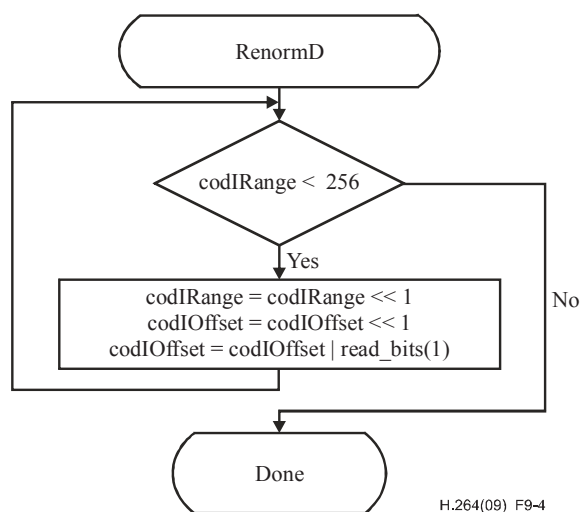 RenormD
codIRange < 256
Yes
No
codIRange = codIRange << 1
codIOffset = codIOffset << 1
codIOffset = codIOffset | read_bits(1)
Done
H.264(09)_F9-4